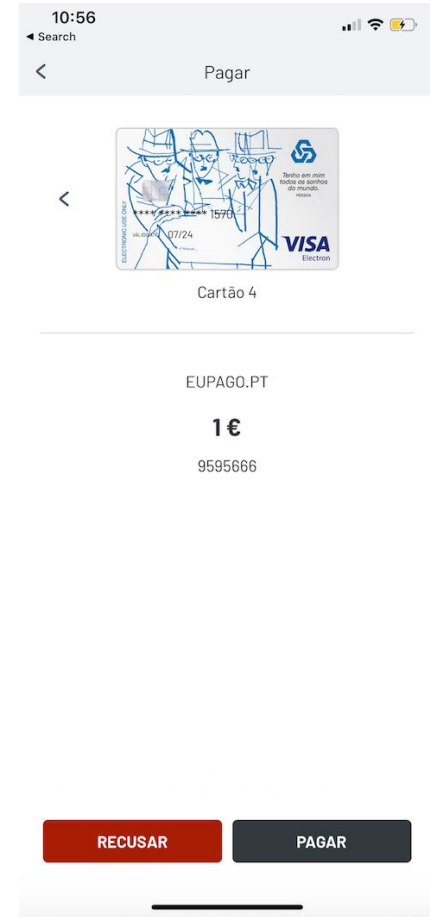 10:56
◄ Search
Pagar
Tenho em mim
todos os sonhos
do mundo.
PESSOA
ELECTRONIC USE ONLY
**** **** **** 1570
07/24
VISA
Electron
Cartão 4
EUPAGO.PT
1 €
9595666
RECUSAR
PAGAR